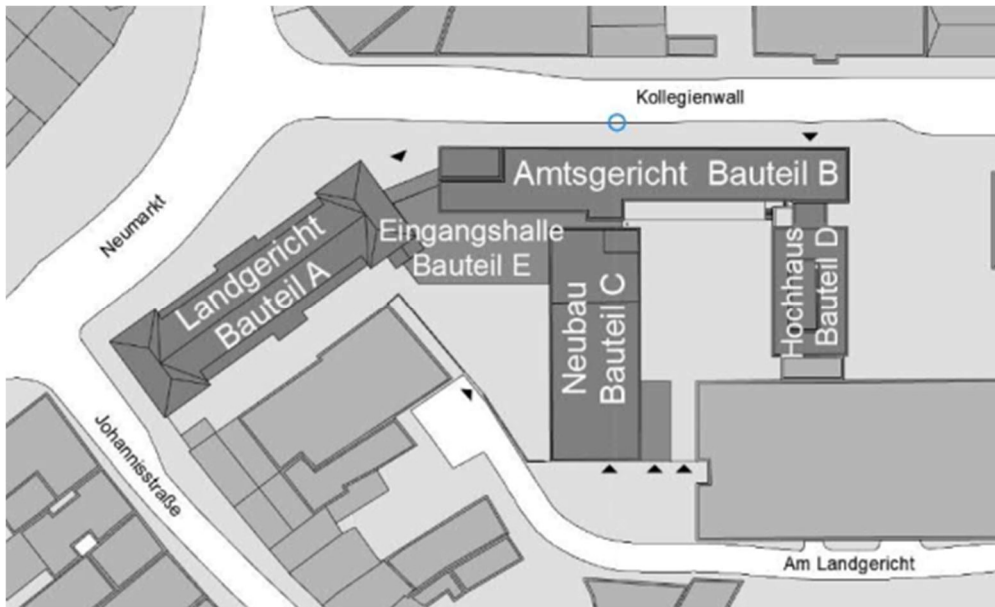 Kollegienwall
Amtsgericht Bauteil B
Neumarkt
Landgericht
Bauteil A
Eingangshalle
Bauteil E
Neubau
Bauteil C
Hochhaus
Bauteil D
Johannisstraße
Am Landgericht